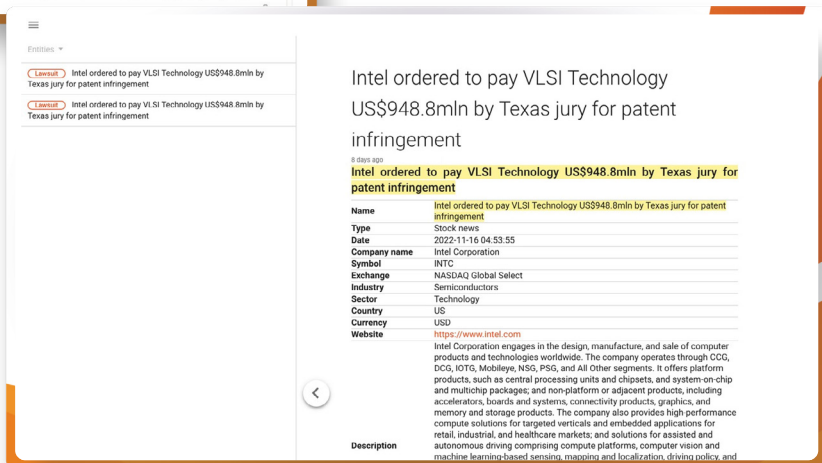 Entities
Lawsuit Intel ordered to pay VLSI Technology US$948.8mln by
Texas jury for patent infringement
Lawsuit Intel ordered to pay VLSI Technology US$948.8mln by
Texas jury for patent infringement
Intel ordered to pay VLSI Technology
US$948.8mln by Texas jury for patent
infringement
8 days ago
Intel ordered to pay VLSI Technology US$948.8mln by Texas jury for
patent infringement
Name Intel ordered to pay VLSI Technology US$948.8mln by Texas jury for patent
infringement
Type Stock news
Date 2022-11-16 04:53:55
Company name Intel Corporation
Symbol INTC
Exchange NASDAQ Global Select
Industry Semiconductors
Sector Technology
Country US
Currency USD
Website https://www.intel.com
Intel Corporation engages in the design, manufacture, and sale of computer
products and technologies worldwide. The company operates through CCG,
DCG, IOTG, Mobileye, NSG, PSG, and All Other segments. It offers platform
products, such as central processing units and chipsets, and system-on-chip
and multichip packages; and non-platform or adjacent products, including
accelerators, boards and systems, connectivity products, graphics, and
memory and storage products. The company also provides high-performance
compute solutions for targeted verticals and embedded applications for
retail, industrial, and healthcare markets; and solutions for assisted and
Description autonomous driving comprising compute platforms, computer vision and
machine learning-based sensing, mapping and localization, driving policy, and